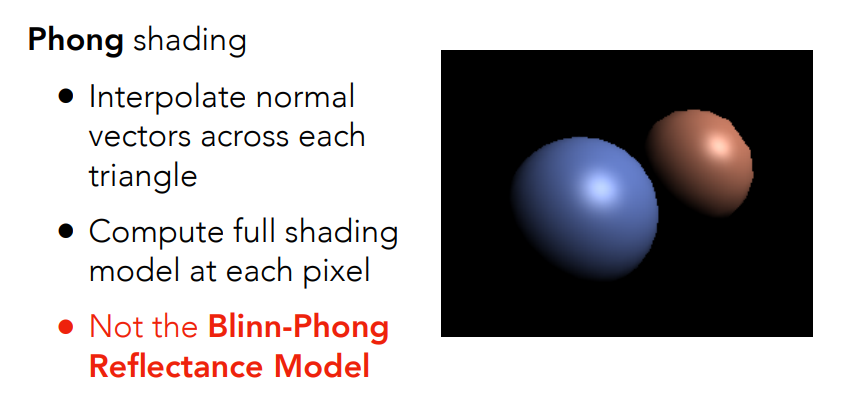 Phong shading
● Interpolate normal
vectors across each
triangle
● Compute full shading
model at each pixel
● Not the Blinn-Phong
Reflectance Model